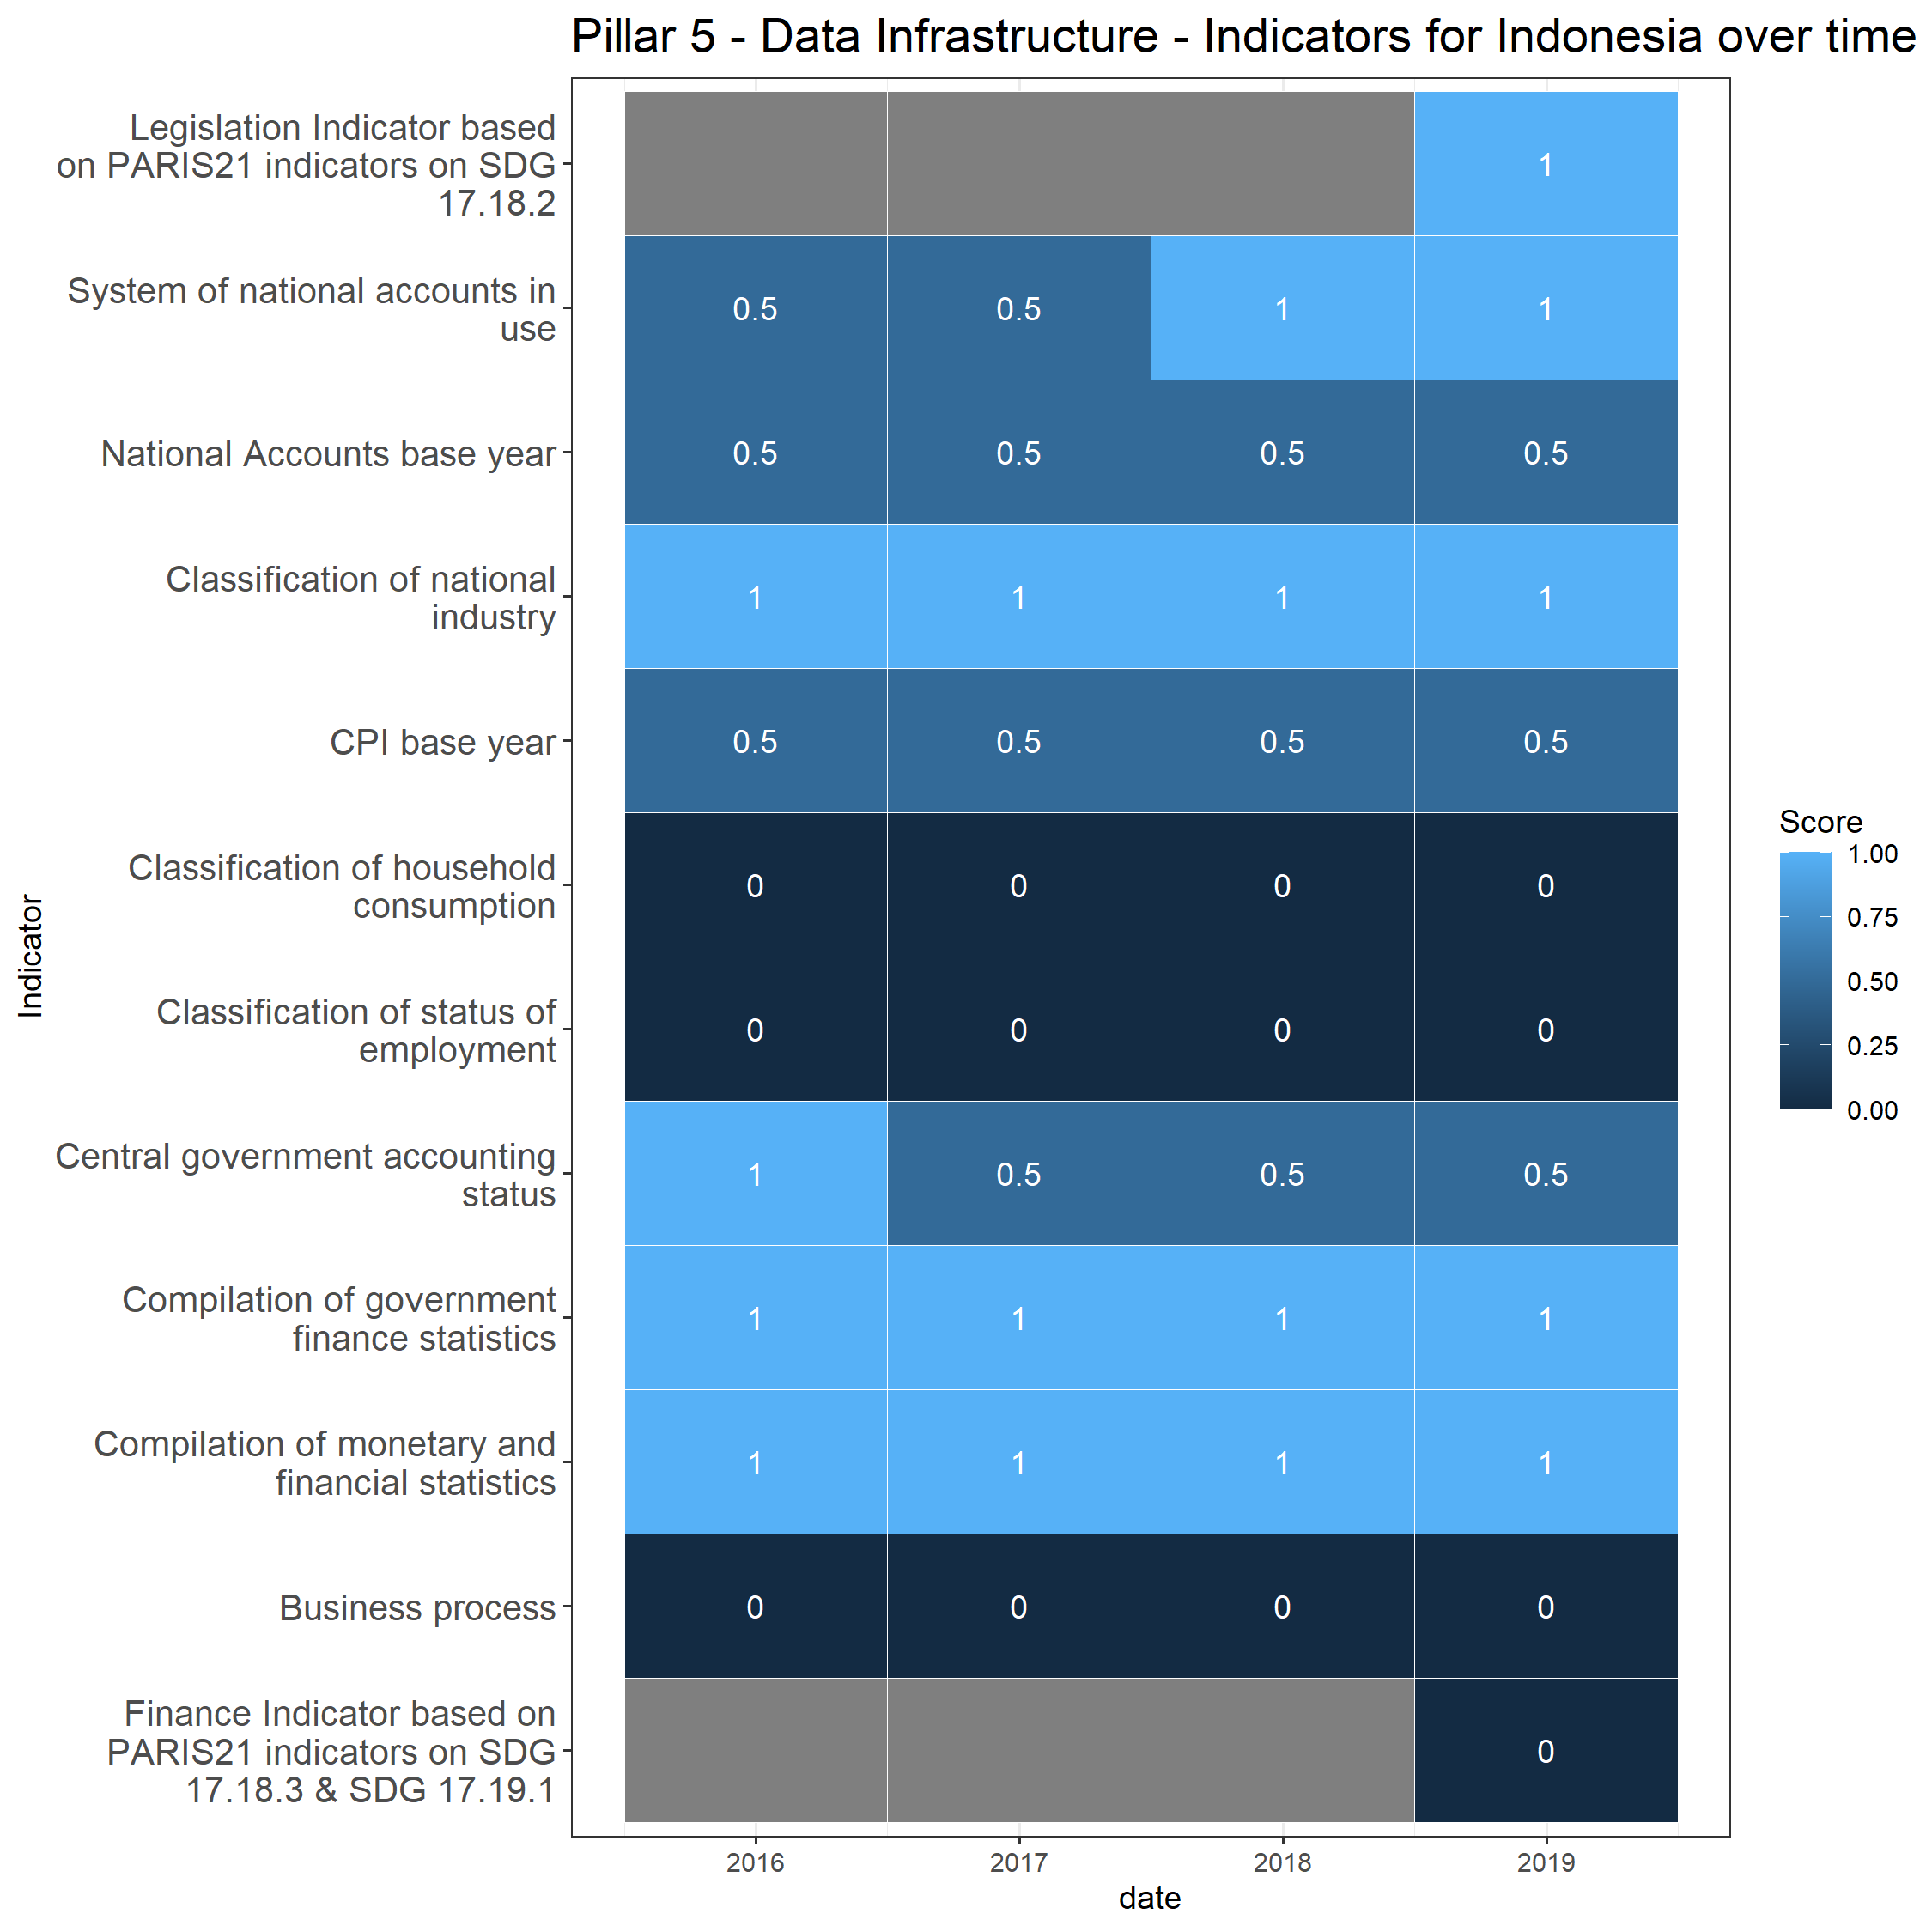 Pillar 5 - Data Infrastructure - Indicators for Indonesia over time
Legislation Indicator based
on PARIS21 indicators on SDG
17.18.2
1
System of national accounts in
use
0.5 0.5 1 1
National Accounts base year
0.5 0.5 0.5 0.5
Classification of national
industry
1 1 1 1
CPI base year
0.5 0.5 0.5 0.5
Classification of household
consumption
0 0 0 0
Classification of status of
employment
0 0 0 0
Central government accounting
status
1 0.5 0.5 0.5
Compilation of government
finance statistics
1 1 1 1
Compilation of monetary and
financial statistics
1 1 1 1
Business process
0 0 0 0
Finance Indicator based on
PARIS21 indicators on SDG
17.18.3 & SDG 17.19.1
0
2016 2017 2018 2019
date
Indicator
Score
1.00
0.75
0.50
0.25
0.00